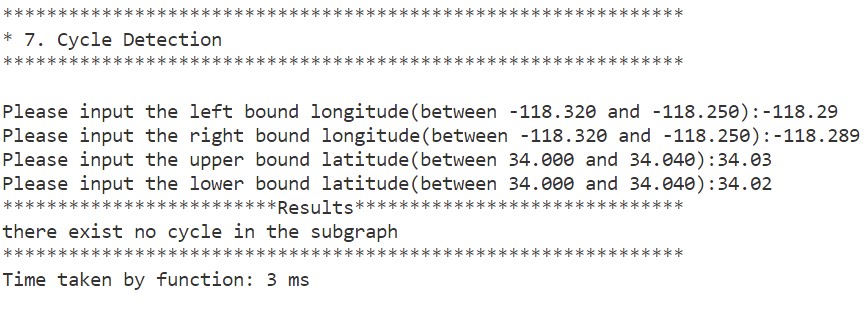 **************************************************************
* 7. Cycle Detection
**************************************************************
Please input the left bound longitude(between -118.320 and -118.250):-118.29
Please input the right bound longitude(between -118.320 and -118.250):-118.289
Please input the upper bound latitude(between 34.000 and 34.040):34.03
Please input the lower bound latitude(between 34.000 and 34.040):34.02
*************************Results******************************
there exist no cycle in the subgraph
**************************************************************
Time taken by function: 3 ms